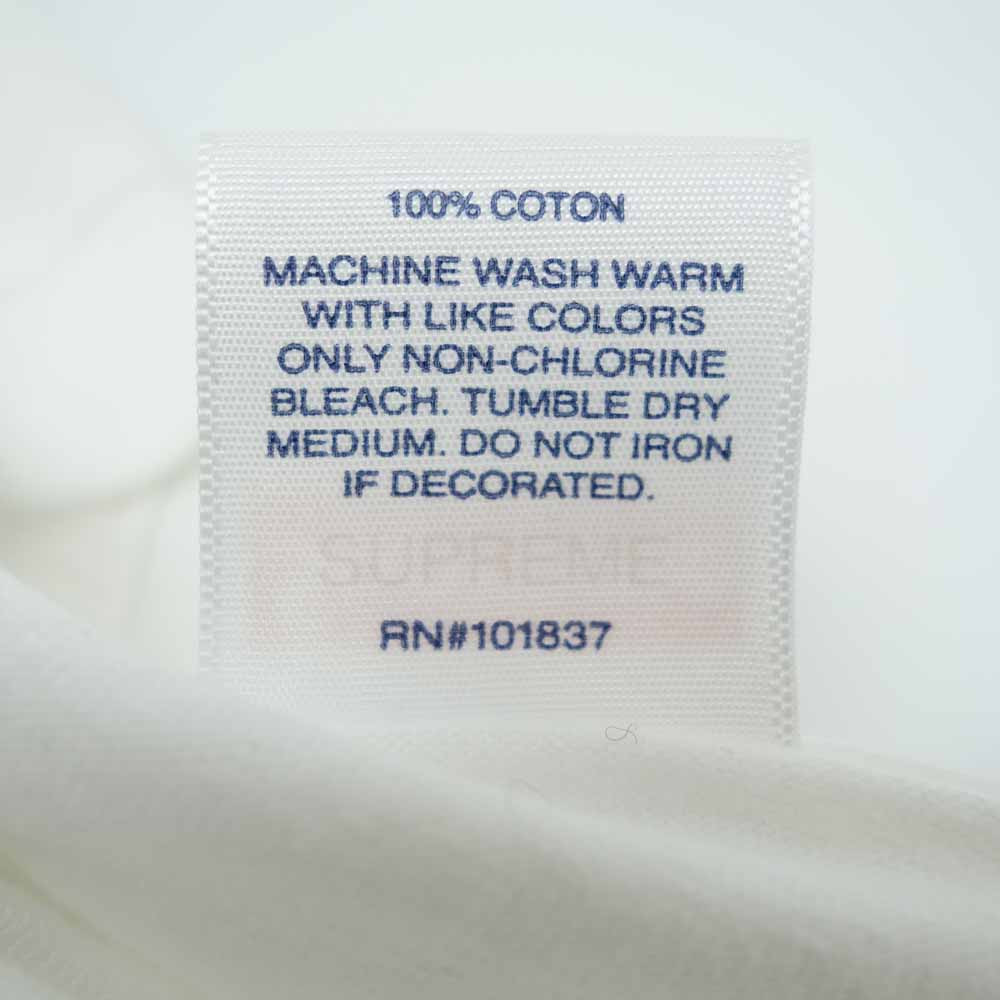 100% COTON
MACHINE WASH WARM
WITH LIKE COLORS
ONLY NON-CHLORINE
BLEACH. TUMBLE DRY
MEDIUM. DO NOT IRON
IF DECORATED.
SUPREME
RN#101837